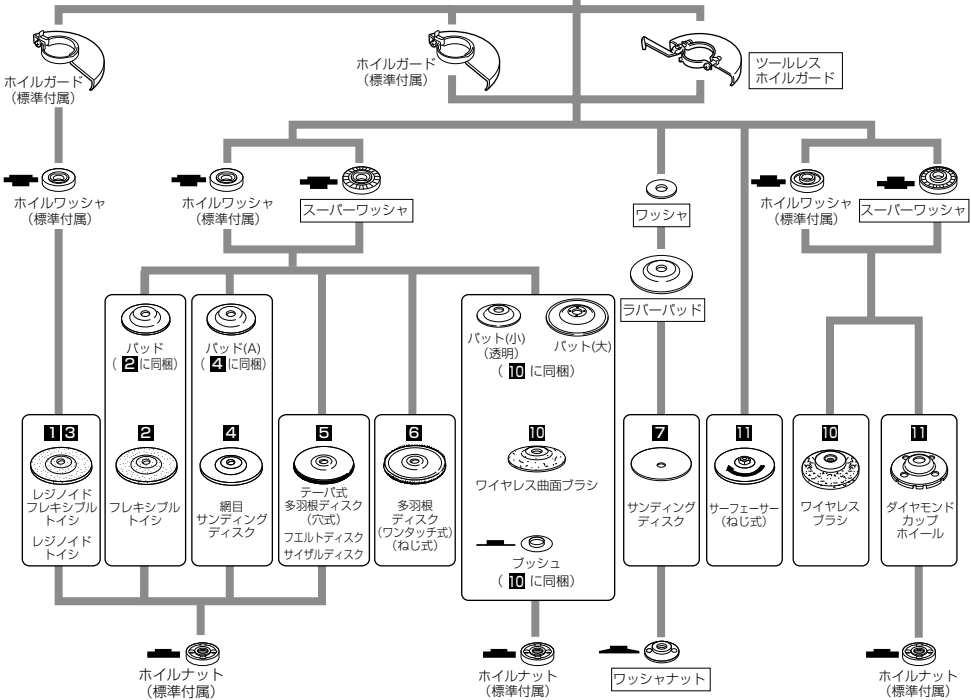 ホイルガード
（標準付属）
ホイルガード
（標準付属）
ツールレス
ホイルガード
ホイルワッシャ
（標準付属）
ホイルワッシャ
（標準付属）
スーパーワッシャ
ワッシャ
ホイルワッシャ
（標準付属）
スーパーワッシャ
ラバーパッド
パッド
（2に同梱）
パッド(A)
（4に同梱）
パット(小)
（透明）
パット(大)
（10に同梱）
1 3
レジノイド
フレキシブル
トイシ
レジノイド
トイシ
2
フレキシブル
トイシ
4
網目
サンディング
ディスク
5
テーパ式
多羽根ディスク
（穴式）
フエルトディスク
サイザルディスク
6
多羽根
ディスク
（ワンタッチ式）
（ねじ式）
10
ワイヤレス曲面ブラシ
ブッシュ
（10に同梱）
7
サンディング
ディスク
11
サーフェーサー
（ねじ式）
10
ワイヤレス
ブラシ
11
ダイヤモンド
カップ
ホイール
ホイルナット
（標準付属）
ホイルナット
（標準付属）
ワッシャナット
ホイルナット
（標準付属）